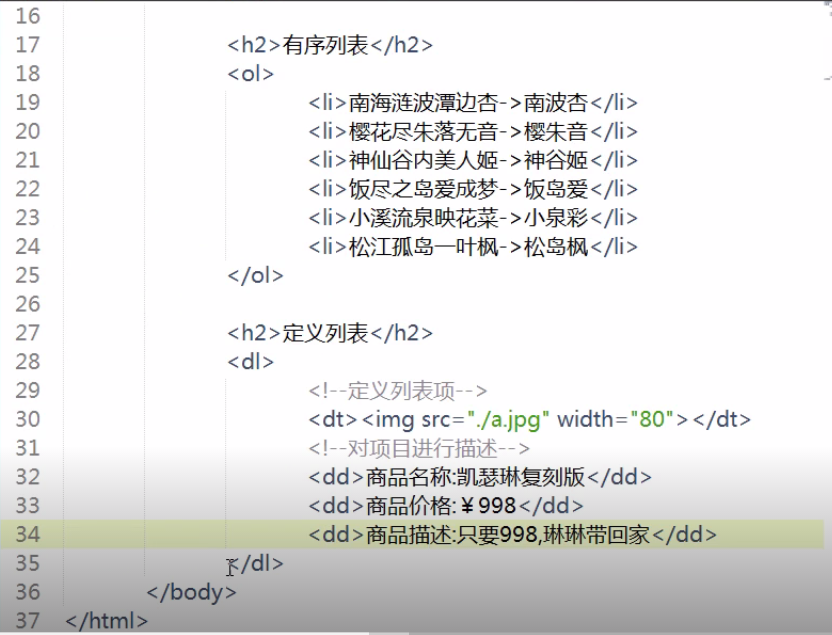 16
17 <h2>有序列表</h2>
18 <ol>
19 <li>南海涟波潭边杏->南波杏</li>
20 <li>樱花尽朱落无音->樱朱音</li>
21 <li>神仙谷内美人姬->神谷姬</li>
22 <li>饭尽之岛爱成梦->饭岛爱</li>
23 <li>小溪流泉映花菜->小泉彩</li>
24 <li>松江孤岛一叶枫->松岛枫</li>
25 </ol>
26
27 <h2>定义列表</h2>
28 <dl>
29 <!--定义列表项-->
30 <dt><img src="./a.jpg" width="80"></dt>
31 <!--对项目进行描述-->
32 <dd>商品名称:凯瑟琳复刻版</dd>
33 <dd>商品价格:￥998</dd>
34 <dd>商品描述:只要998,琳琳带回家</dd>
35 </dl>
36 </body>
37 </html>